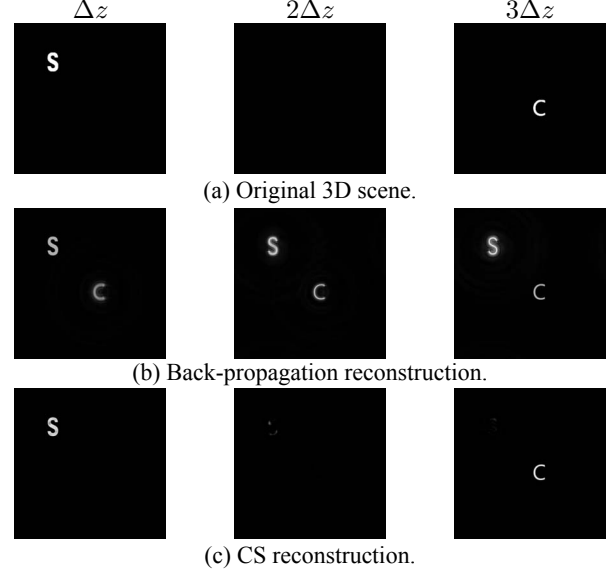 Δz 2Δz 3Δz
S C
(a) Original 3D scene.
S S S
C C C
(b) Back-propagation reconstruction.
S
C
(c) CS reconstruction.